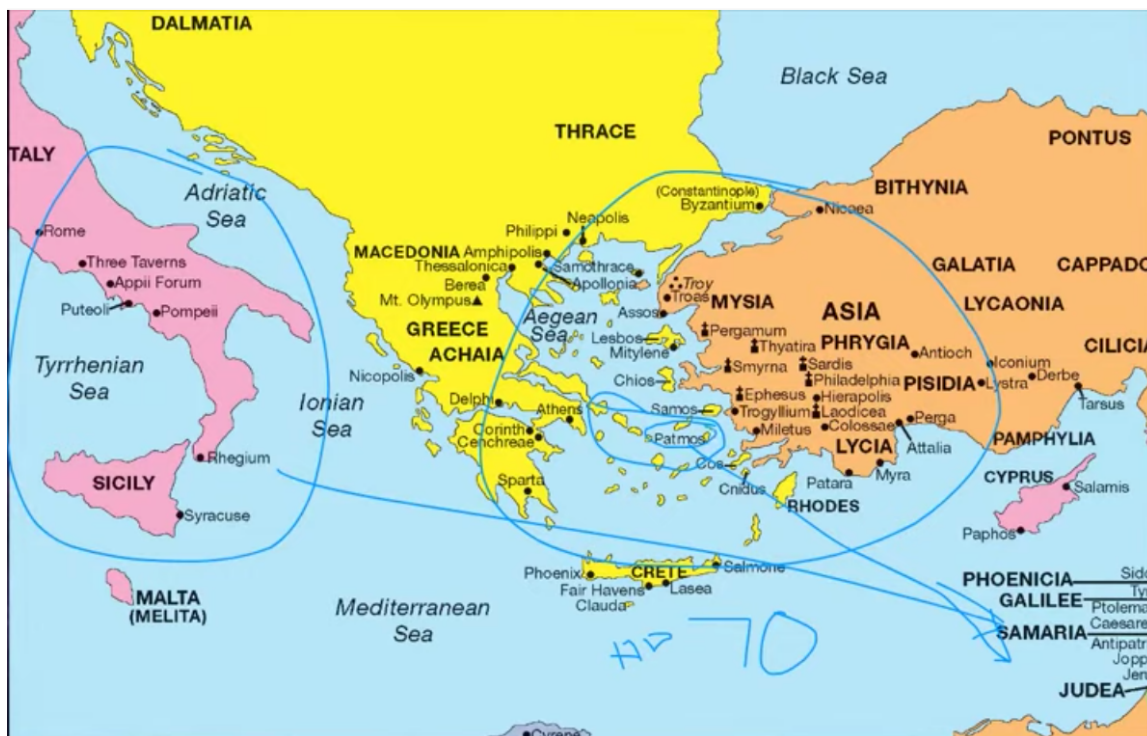 DALMATIA
Black Sea
THRACE
PONTUS
TALY
Adriatic
Sea
(Constantinople)
Byzantium
BITHYNIA
Nicaea
Rome
Neapolis
Philippi
MACEDONIA
Amphipolis
Thessalonica
Samothrace
Apollonia
Berea
Three Taverns
Appii Forum
Puteoli
Pompeii
Mt. Olympus
Troy
Troas
GALATIA
CAPPADO
MYSIA
ASIA
LYCAONIA
Aegean
Sea
Assos
GREECE
ACHAIA
Lesbos
Mitylene
Pergamum
Thyatira
PHRYGIA
Antioch
CILICIA
Tyrrhenian
Sea
Nicopolis
Chios
Smyrna
Sardis
Philadelphia
PISIDIA
Iconium
Lystra
Derbe
Tarsus
Ionian
Sea
Delphi
Athens
Samos
Ephesus
Hierapolis
Trogyllium
Laodicea
Perga
Corinth
Cenchreae
Patmos
Miletus
Colossae
Attalia
LYCIA
PAMPHYLIA
Rhegium
SICILY
Sparta
Cos
Cnidus
Patara
Myra
CYPRUS
Salamis
RHODES
Syracuse
Paphos
Phoenix
CRETE
Salmone
Fair Havens
Lasea
Clauda
MALTA
(MELITA)
Mediterranean
Sea
PHOENICIA
Sido
GALILEE
Ty
Ptolema
Caesare
SAMARIA
Antipatr
Jopp
Jer
JUDEA
AD 70
Cyrene